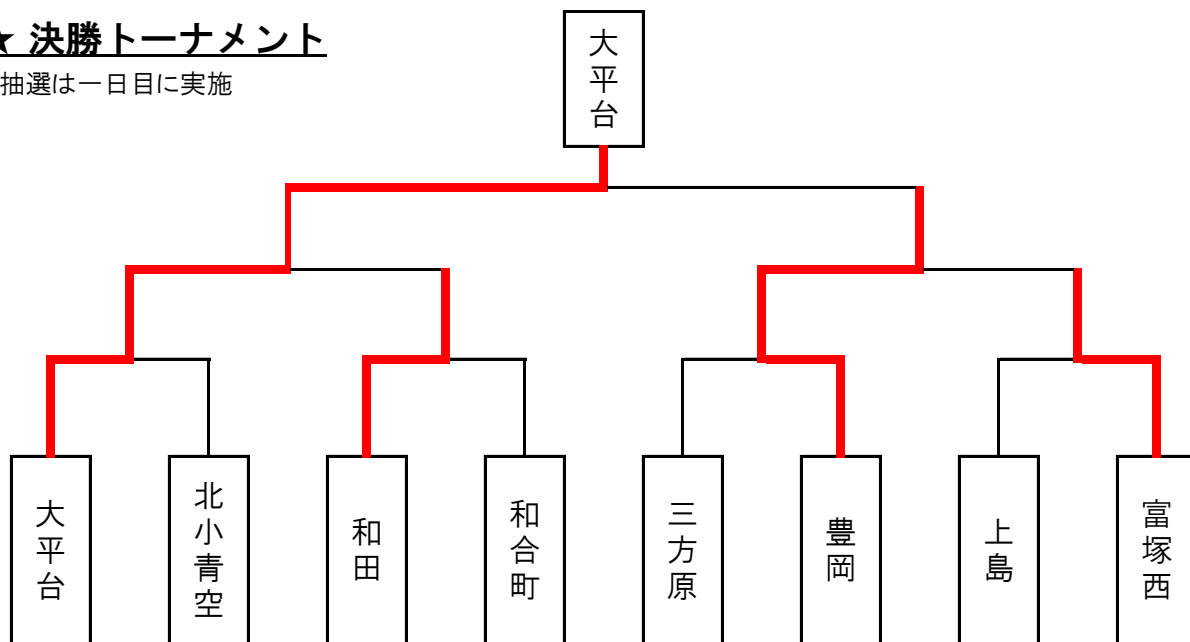 ★ 決勝トーナメント
抽選は一日目に実施
大平台
大平台
北小青空
和田
和合町
三方原
豊岡
上島
富塚西